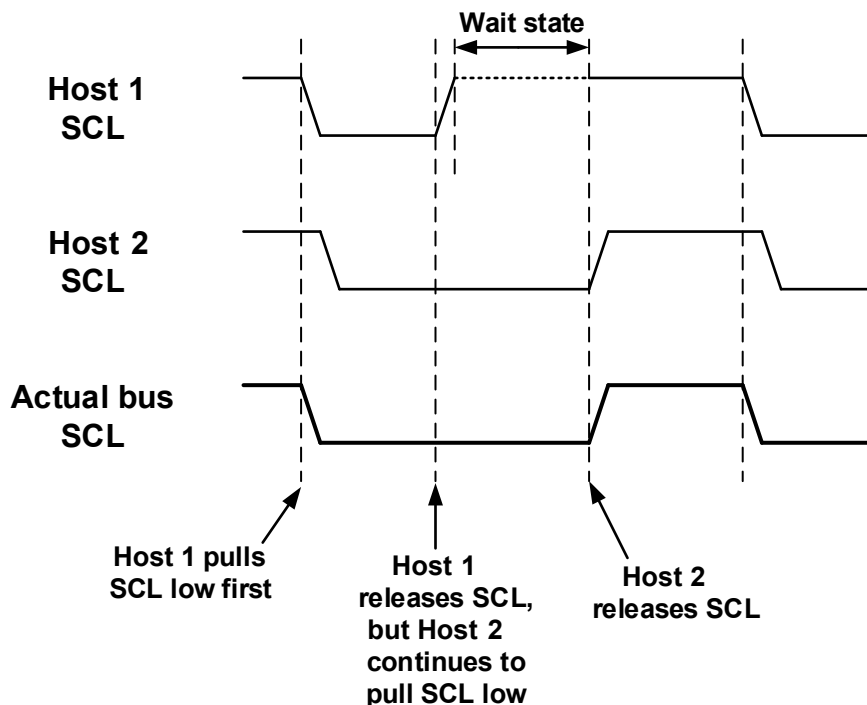 Wait state
Host 1
SCL
Host 2
SCL
Actual bus
SCL
Host 1 pulls
SCL low first
Host 1
releases SCL,
but Host 2
continues to
pull SCL low
Host 2
releases SCL